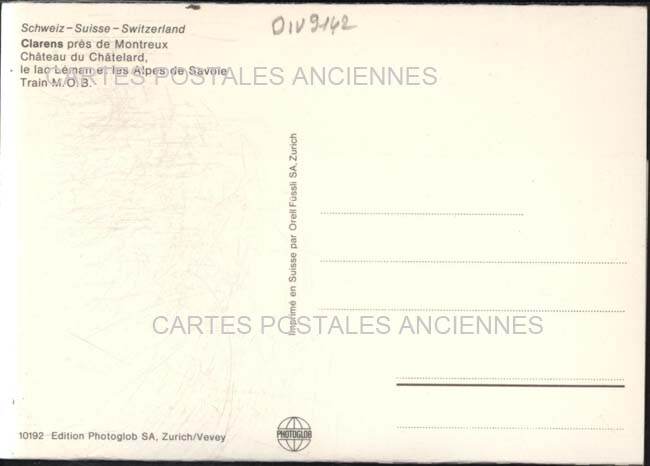 DIV9142
Schweiz – Suisse – Switzerland
Clarens près de Montreux
Château du Châtelard,
le lac Léman et les Alpes de Savoie
Train M.O.B.
CARTES POSTALES ANCIENNES
Imprimé en Suisse par Orell Füssli SA, Zurich
CARTES POSTALES ANCIENNES
10192 Edition Photoglob SA, Zurich/Vevey
PHOTOGLOB